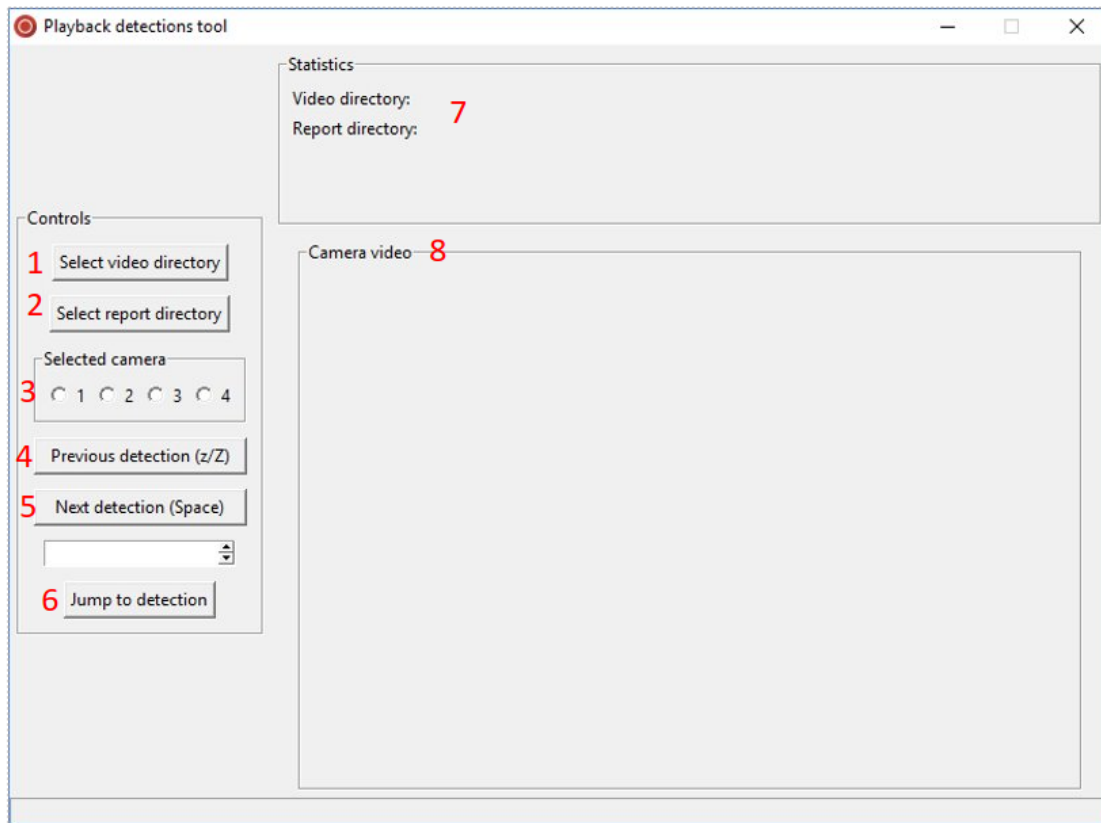 Playback detections tool
Statistics
Video directory:
7
Report directory:
Controls
1 Select video directory
2 Select report directory
Selected camera
3 1 2 3 4
4 Previous detection (z/Z)
5 Next detection (Space)
6 Jump to detection
Camera video 8